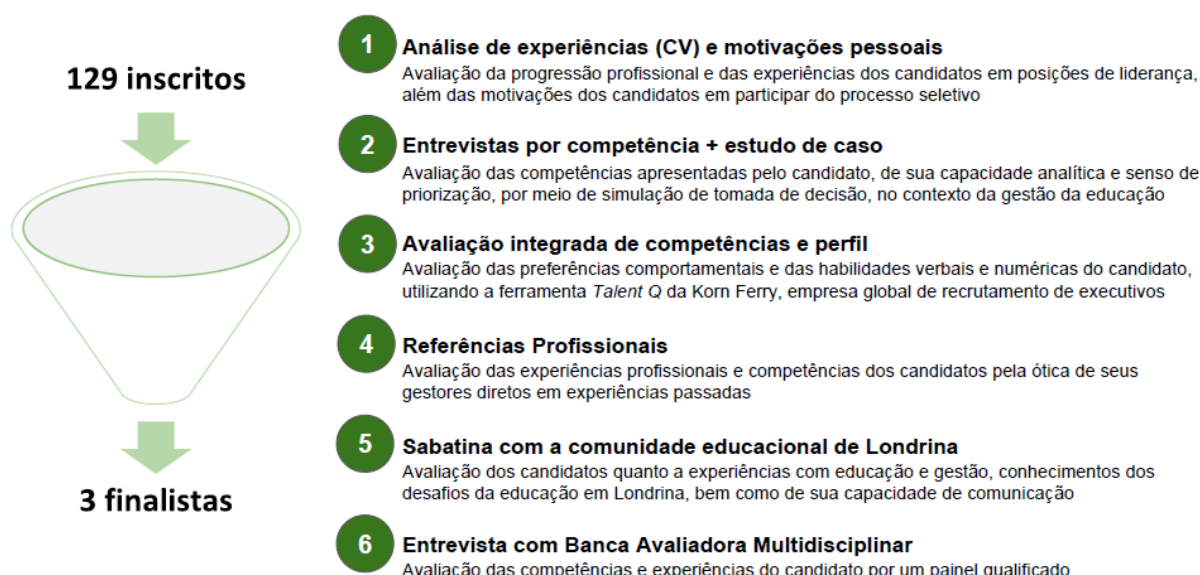 129 inscritos
3 finalistas
1
Análise de experiências (CV) e motivações pessoais
Avaliação da progressão profissional e das experiências dos candidatos em posições de liderança,
além das motivações dos candidatos em participar do processo seletivo
2
Entrevistas por competência + estudo de caso
Avaliação das competências apresentadas pelo candidato, de sua capacidade analítica e senso de
priorização, por meio de simulação de tomada de decisão, no contexto da gestão da educação
3
Avaliação integrada de competências e perfil
Avaliação das preferências comportamentais e das habilidades verbais e numéricas do candidato,
utilizando a ferramenta Talent Q da Korn Ferry, empresa global de recrutamento de executivos
4
Referências Profissionais
Avaliação das experiências profissionais e competências dos candidatos pela ótica de seus
gestores diretos em experiências passadas
5
Sabatina com a comunidade educacional de Londrina
Avaliação dos candidatos quanto a experiências com educação e gestão, conhecimentos dos
desafios da educação em Londrina, bem como de sua capacidade de comunicação
6
Entrevista com Banca Avaliadora Multidisciplinar
Avaliação das competências e experiências do candidato por um painel qualificado